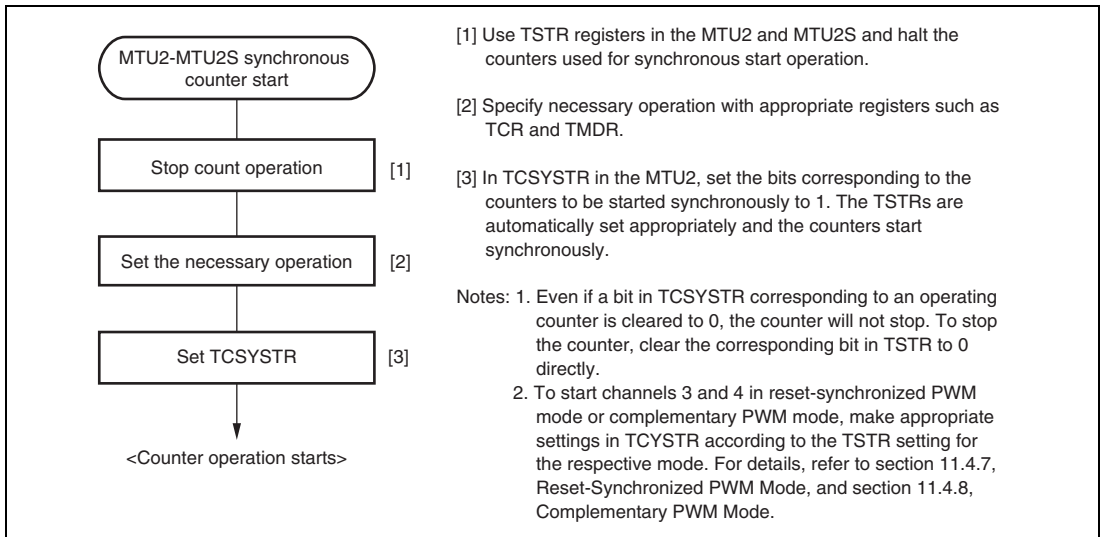 MTU2-MTU2S synchronous
counter start
Stop count operation
[1]
Set the necessary operation
[2]
Set TCSYSTR
[3]
<Counter operation starts>
[1] Use TSTR registers in the MTU2 and MTU2S and halt the
counters used for synchronous start operation.
[2] Specify necessary operation with appropriate registers such as
TCR and TMDR.
[3] In TCSYSTR in the MTU2, set the bits corresponding to the
counters to be started synchronously to 1. The TSTRs are
automatically set appropriately and the counters start
synchronously.
Notes: 1. Even if a bit in TCSYSTR corresponding to an operating
counter is cleared to 0, the counter will not stop. To stop
the counter, clear the corresponding bit in TSTR to 0
directly.
2. To start channels 3 and 4 in reset-synchronized PWM
mode or complementary PWM mode, make appropriate
settings in TCYSTR according to the TSTR setting for
the respective mode. For details, refer to section 11.4.7,
Reset-Synchronized PWM Mode, and section 11.4.8,
Complementary PWM Mode.